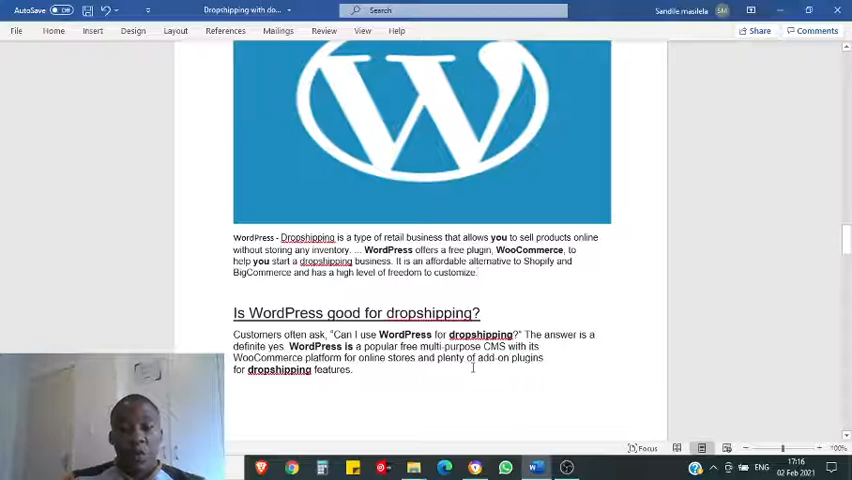 AutoSave Off Dropshipping with do... Search Sandile masilela SM
File Home Insert Design Layout References Mailings Review View Help Share Comments
WordPress - Dropshipping is a type of retail business that allows you to sell products online
without storing any inventory. ... WordPress offers a free plugin, WooCommerce, to
help you start a dropshipping business. It is an affordable alternative to Shopify and
BigCommerce and has a high level of freedom to customize.
Is WordPress good for dropshipping?
Customers often ask, “Can I use WordPress for dropshipping?” The answer is a
definite yes. WordPress is a popular free multi-purpose CMS with its
WooCommerce platform for online stores and plenty of add-on plugins
for dropshipping features.
Focus 100%
ENG 17:16
02 Feb 2021